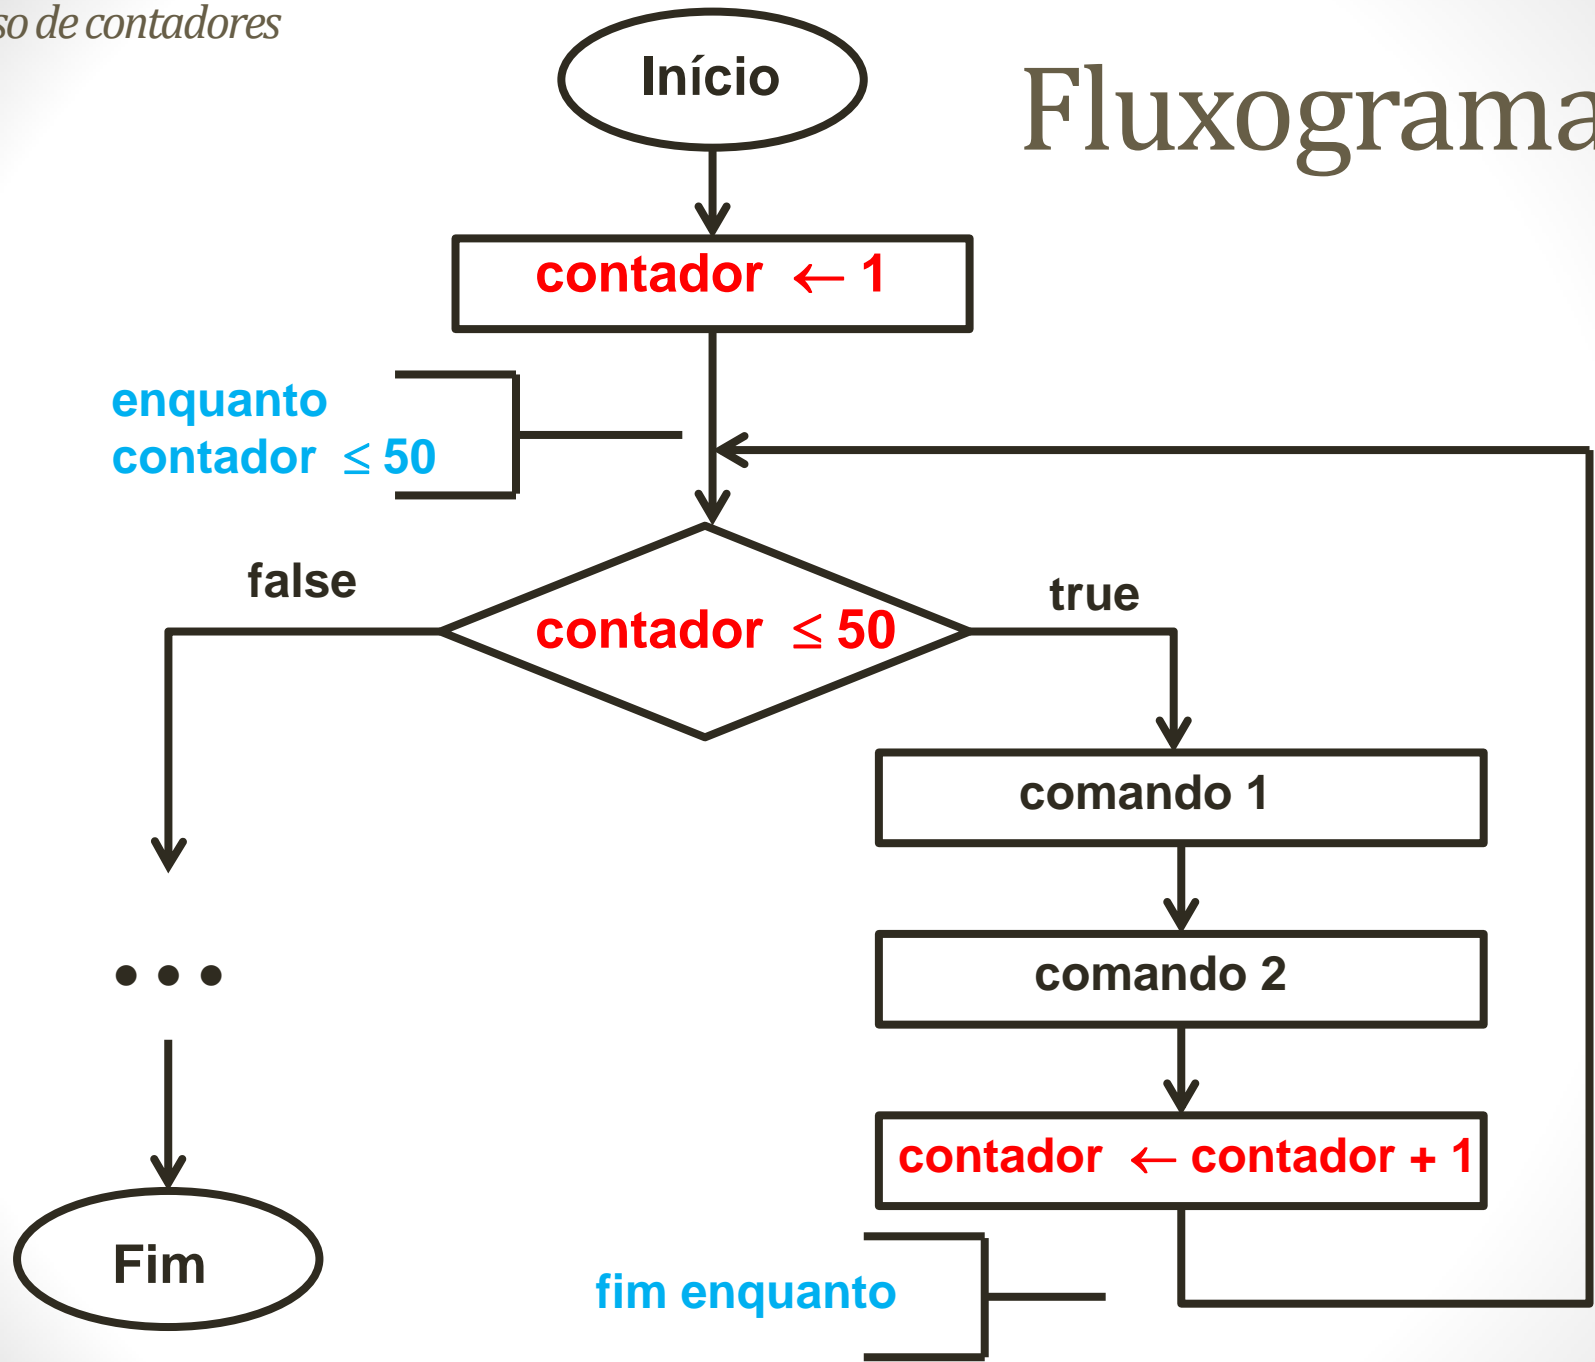 so de contadores
Fluxograma
Início
contador ← 1
enquanto
contador ≤ 50
contador ≤ 50
false
true
comando 1
comando 2
contador ← contador + 1
fim enquanto
• • •
Fim